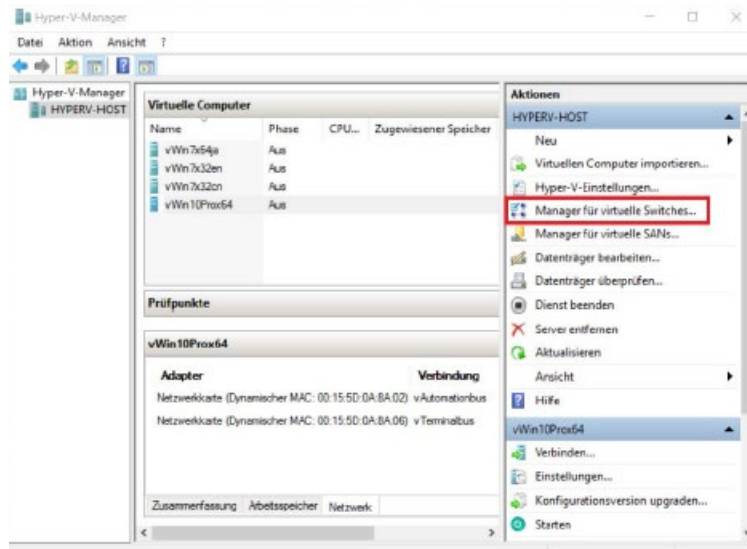 Hyper-V-Manager
Datei Aktion Ansicht ?
Hyper-V-Manager
HYPERV-HOST
Virtuelle Computer
Name Phase CPU... Zugewiesener Speicher
vWin7x64ja Aus
vWin7x32en Aus
vWin7x32cn Aus
vWin10Prox64 Aus
Prüfpunkte
vWin10Prox64
Adapter Verbindung
Netzwerkkarte (Dynamischer MAC: 00:15:5D:0A:8A:02) vAutomationbus
Netzwerkkarte (Dynamischer MAC: 00:15:5D:0A:8A:06) vTerminalbus
Zusammenfassung Arbeitsspeicher Netzwerk
Aktionen
HYPERV-HOST
Neu
Virtuellen Computer importieren...
Hyper-V-Einstellungen...
Manager für virtuelle Switches...
Manager für virtuelle SANs...
Datenträger bearbeiten...
Datenträger überprüfen...
Dienst beenden
Server entfernen
Aktualisieren
Ansicht
Hilfe
vWin10Prox64
Verbinden...
Einstellungen...
Konfigurationsversion upgraden...
Starten